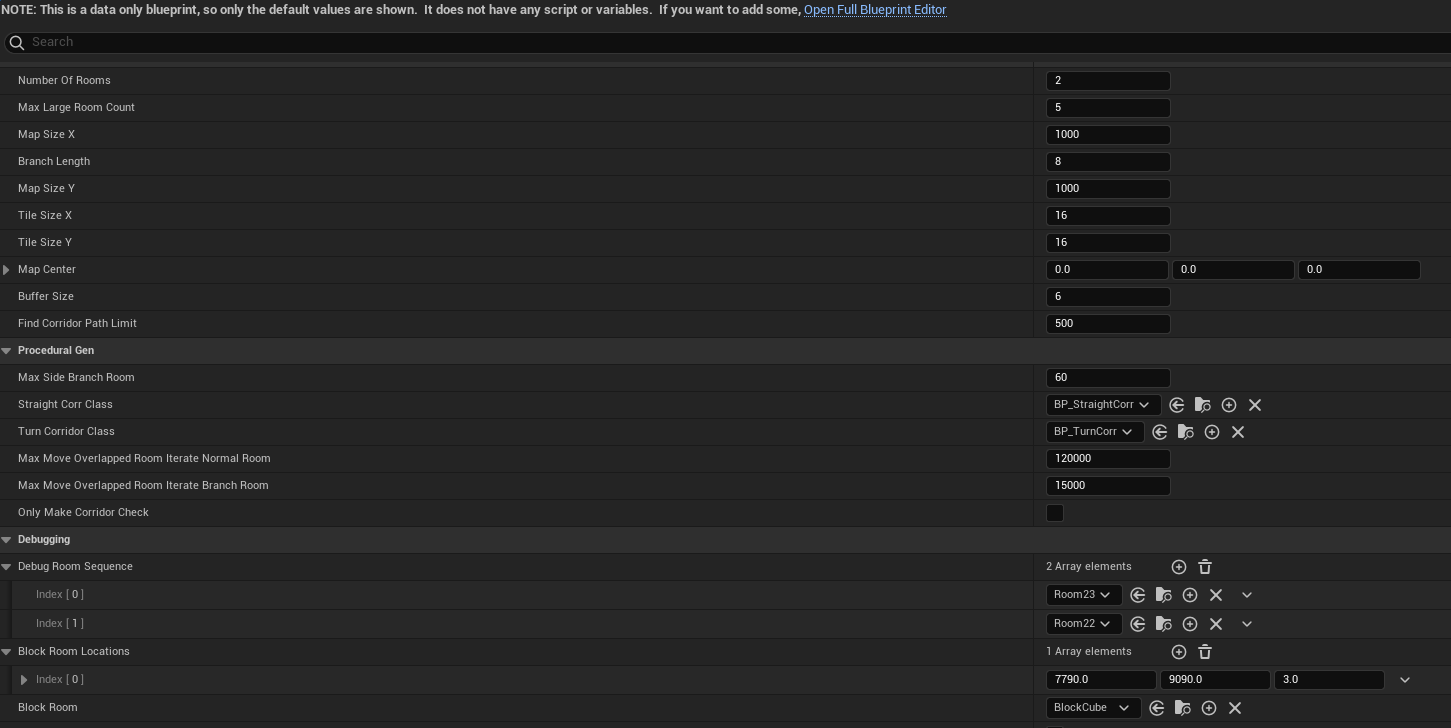 NOTE: This is a data only blueprint, so only the default values are shown.  It does not have any script or variables.  If you want to add some, Open Full Blueprint Editor
Search
Number Of Rooms 2
Max Large Room Count 5
Map Size X 1000
Branch Length 8
Map Size Y 1000
Tile Size X 16
Tile Size Y 16
Map Center 0.0 0.0 0.0
Buffer Size 6
Find Corridor Path Limit 500
Procedural Gen
Max Side Branch Room 60
Straight Corr Class BP_StraightCorr
Turn Corridor Class BP_TurnCorr
Max Move Overlapped Room Iterate Normal Room 120000
Max Move Overlapped Room Iterate Branch Room 15000
Only Make Corridor Check
Debugging
Debug Room Sequence 2 Array elements
Index [ 0 ] Room23
Index [ 1 ] Room22
Block Room Locations 1 Array elements
Index [ 0 ] 7790.0 9090.0 3.0
Block Room BlockCube